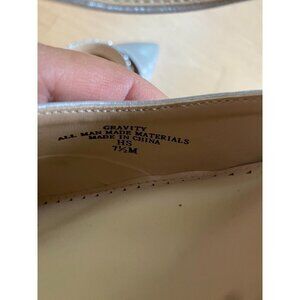 GRAVITY
ALL MAN MADE MATERIALS
MADE IN CHINA
HS
7½M